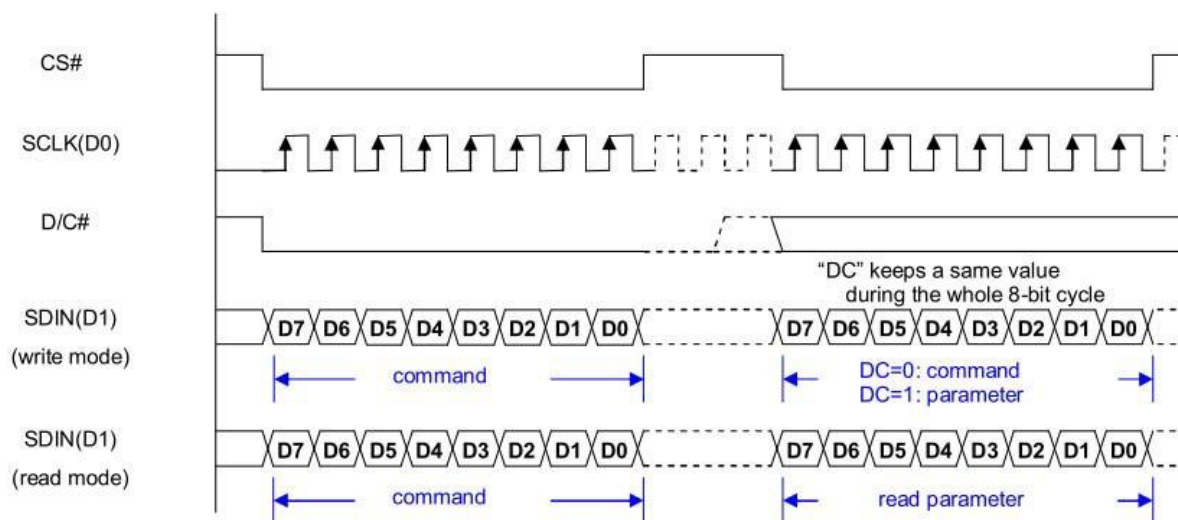 CS#
SCLK(D0)
D/C#
“DC” keeps a same value
during the whole 8-bit cycle
SDIN(D1)
(write mode)
D7 D6 D5 D4 D3 D2 D1 D0 D7 D6 D5 D4 D3 D2 D1 D0
command
DC=0: command
DC=1: parameter
SDIN(D1)
(read mode)
D7 D6 D5 D4 D3 D2 D1 D0 D7 D6 D5 D4 D3 D2 D1 D0
command read parameter